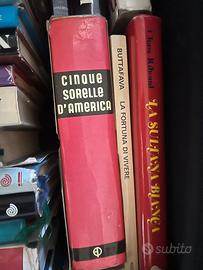 CINQUE
SORELLE
D'AMERICA
BUTTAFAVA
LA FORTUNA DI VIVERE
LA SULTANA BIANCA
subito